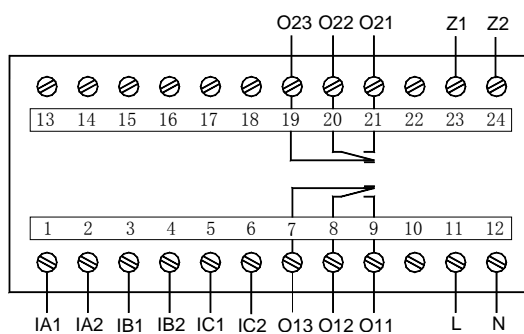 O23 O22 O21 Z1 Z2
13 14 15 16 17 18 19 20 21 22 23 24
1 2 3 4 5 6 7 8 9 10 11 12
IA1 IA2 IB1 IB2 IC1 IC2 O13 O12 O11 L N